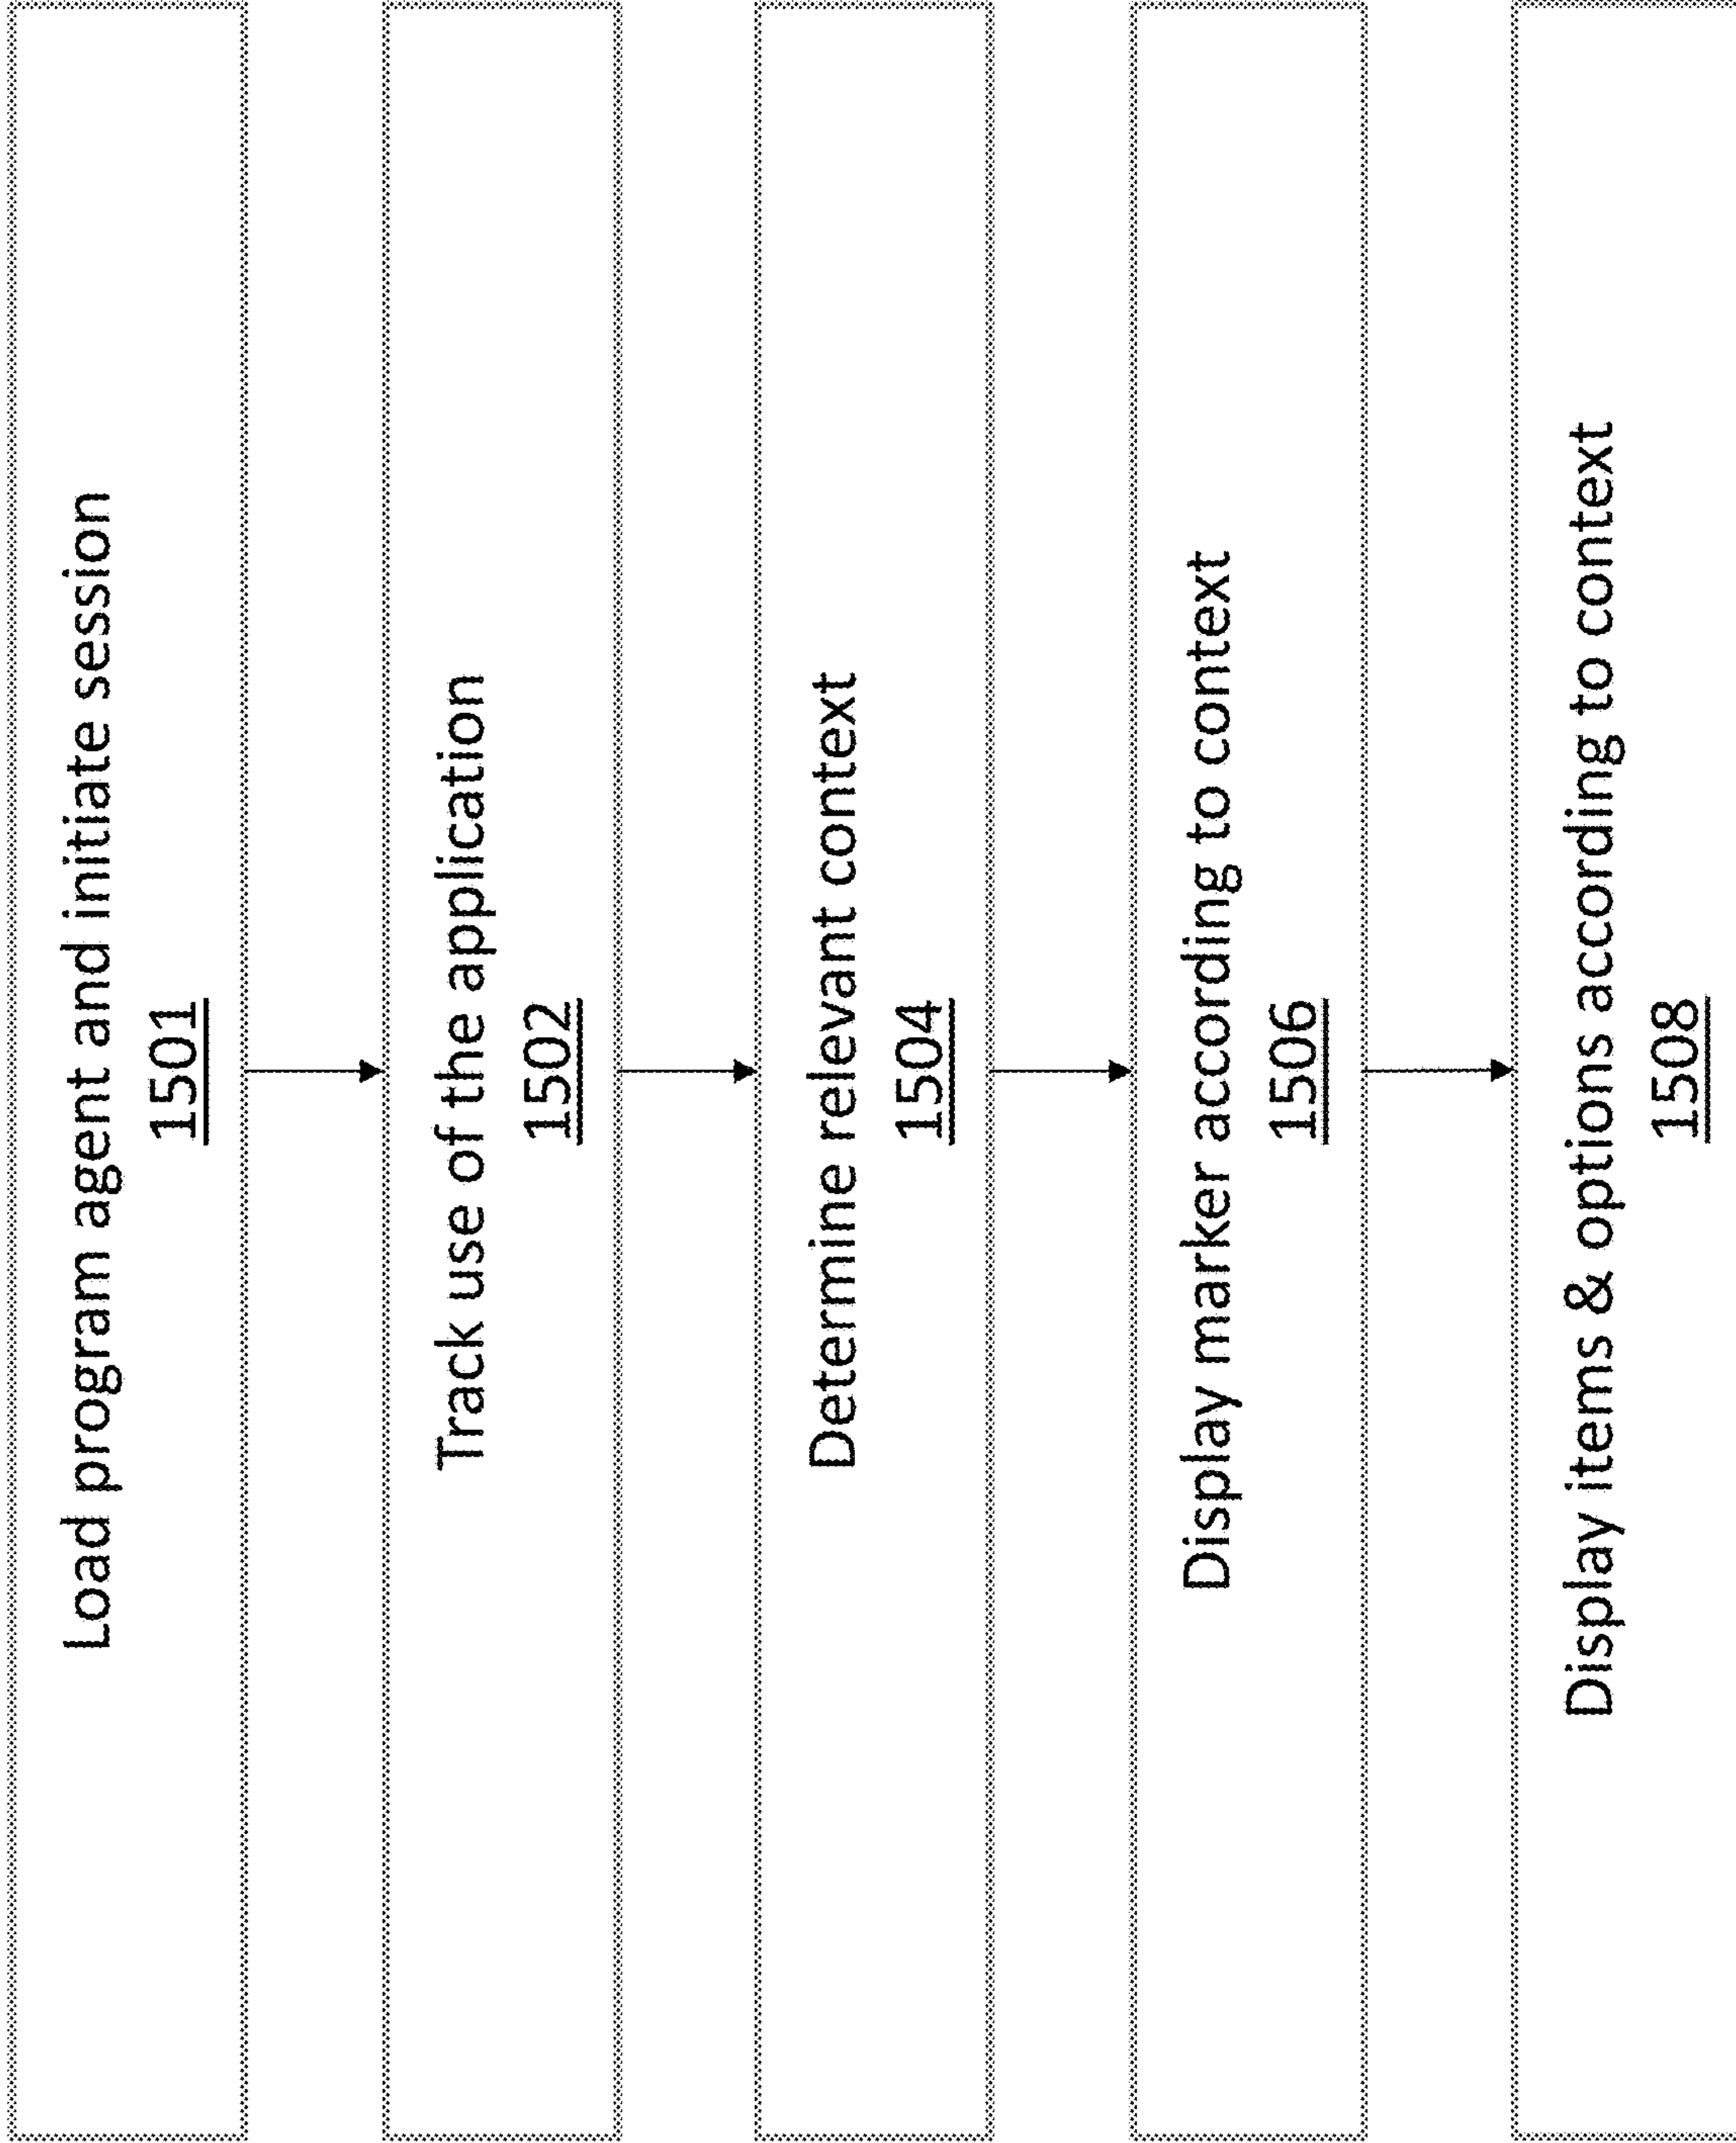 Load program agent and initiate session
1501
Track use of the application
1502
Determine relevant context
1504
Display marker according to context
1506
Display items & options according to context
1508